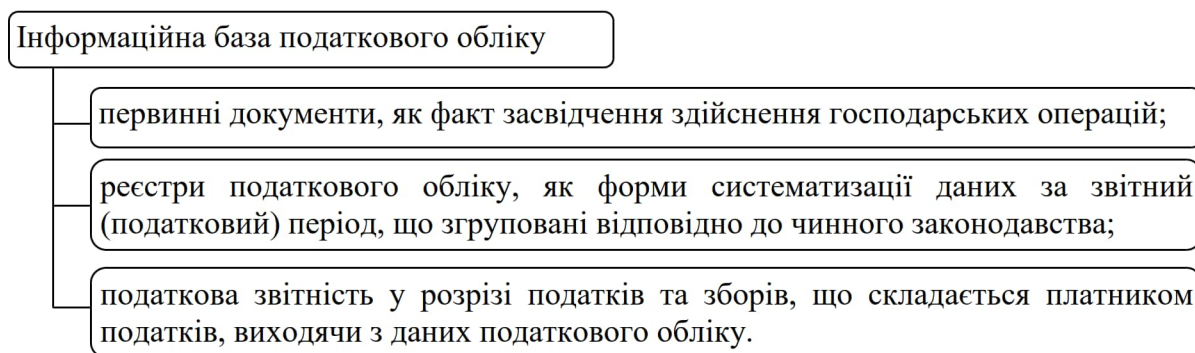 Інформаційна база податкового обліку
первинні документи, як факт засвідчення здійснення господарських операцій;
реєстри податкового обліку, як форми систематизації даних за звітний
(податковий) період, що згруповані відповідно до чинного законодавства;
податкова звітність у розрізі податків та зборів, що складається платником
податків, виходячи з даних податкового обліку.